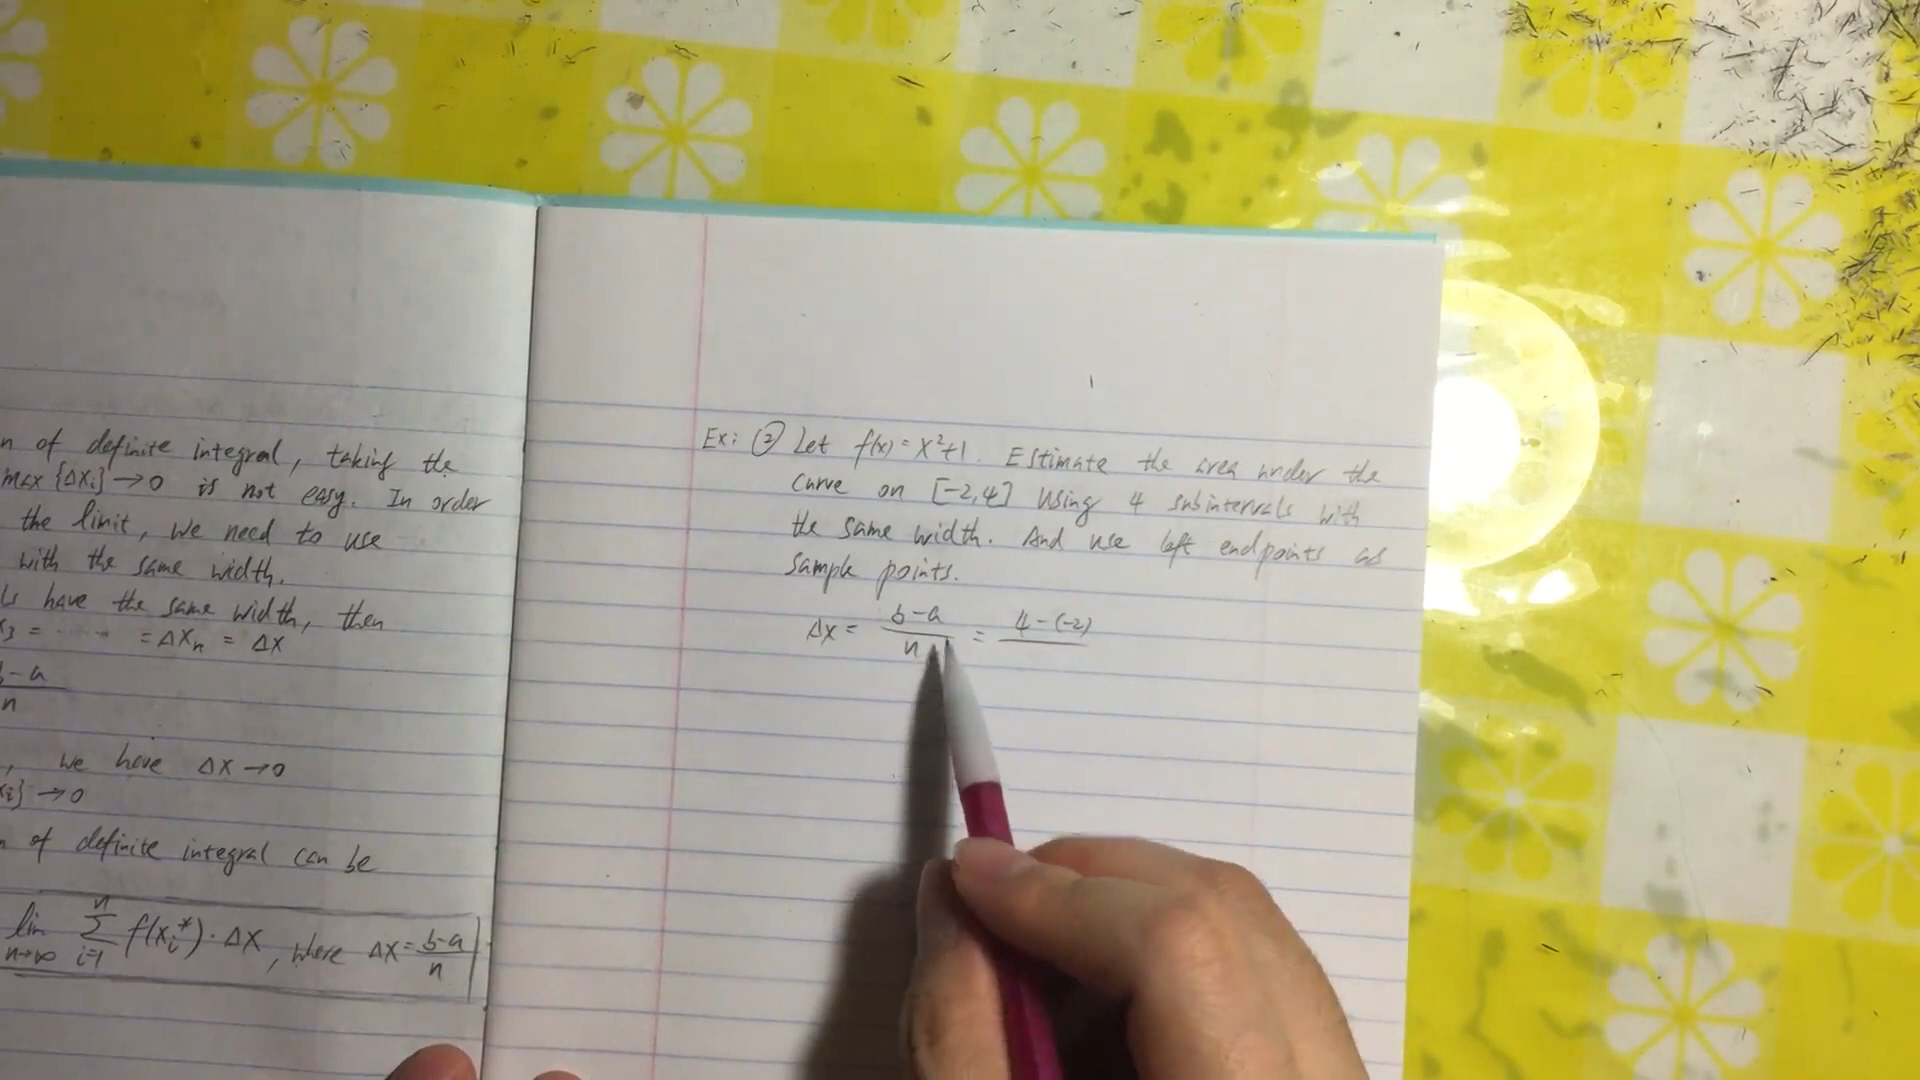 n of definite integral, taking the
max {Δxi} → 0 is not easy. In order
the limit, we need to use
with the same width.
ls have the same width, then
x3 = ...... = Δxn = Δx
b-a
n
, we have Δx → 0
xi} → 0
n of definite integral can be
lim n→∞ n Σ i=1 f(xi*)·Δx, where Δx = b-a / n
Ex: ② Let f(x) = x²+1. Estimate the area under the
curve on [-2,4] using 4 subintervals with
the same width. And use left endpoints as
sample points.
Δx = b-a / n = 4-(-2) /